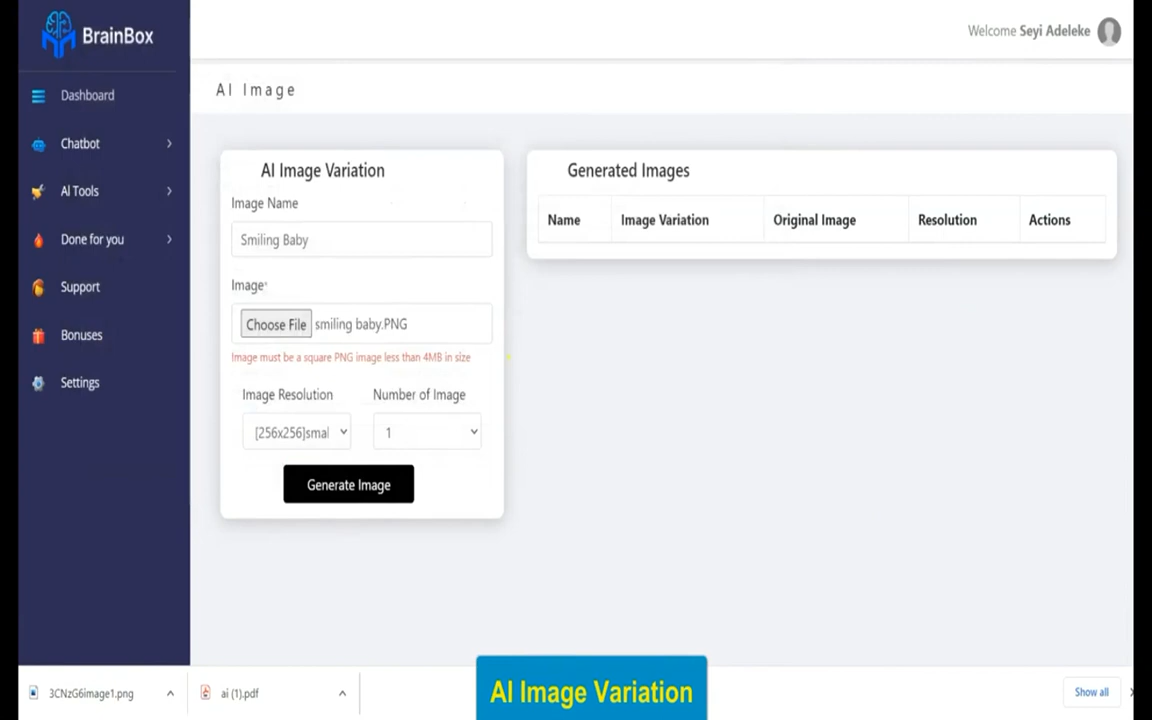 BrainBox
Welcome Seyi Adeleke
Dashboard
Chatbot
AI Tools
Done for you
Support
Bonuses
Settings
AI Image
AI Image Variation
Image Name
Smiling Baby
Image*
Choose File smiling baby.PNG
Image must be a square PNG image less than 4MB in size
Image Resolution Number of Image
[256x256]smal 1
Generate Image
Generated Images
Name Image Variation Original Image Resolution Actions
3CNzG6image1.png ai (1).pdf Show all
AI Image Variation